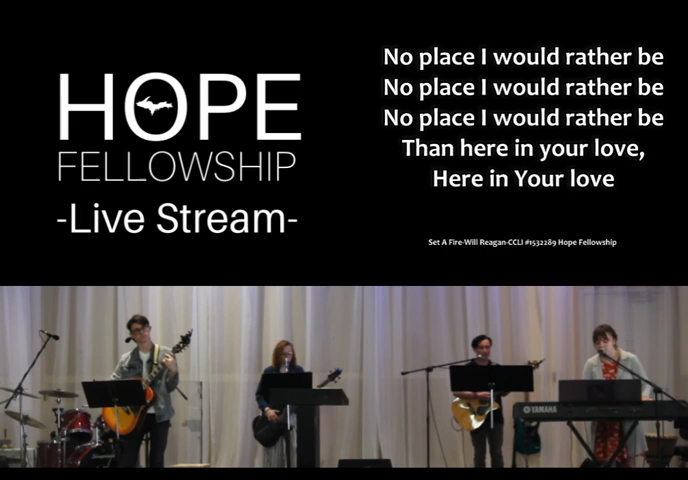 HOPE
FELLOWSHIP
-Live Stream-
No place I would rather be
No place I would rather be
No place I would rather be
Than here in your love,
Here in Your love
Set A Fire-Will Reagan-CCLI #1532289 Hope Fellowship
YAMAHA